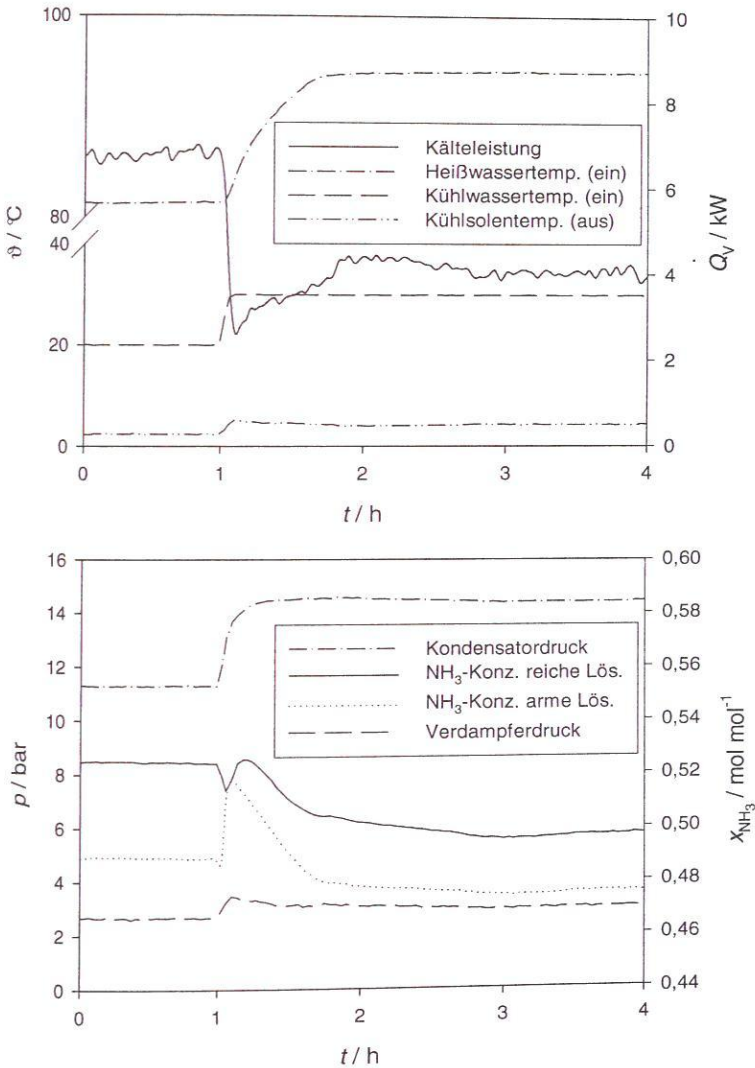 100
80
40
20
0
ϑ / °C
10
8
6
4
2
0
Q̇V / kW
Kälteleistung
Heißwassertemp. (ein)
Kühlwassertemp. (ein)
Kühlsolentemp. (aus)
0 1 2 3 4
t / h
16
14
12
10
8
6
4
2
0
p / bar
0,60
0,58
0,56
0,54
0,52
0,50
0,48
0,46
0,44
xNH₃ / mol mol⁻¹
Kondensatordruck
NH₃-Konz. reiche Lös.
NH₃-Konz. arme Lös.
Verdampferdruck
0 1 2 3 4
t / h